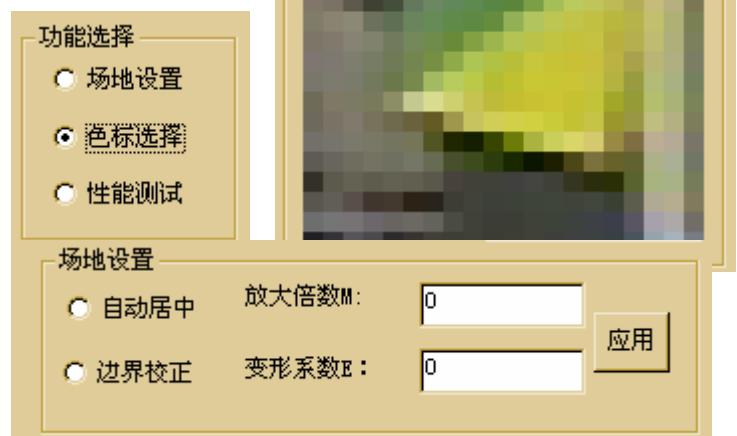 功能选择
场地设置
色标选择
性能测试
场地设置
自动居中
放大倍数M:
0
应用
边界校正
变形系数E：
0